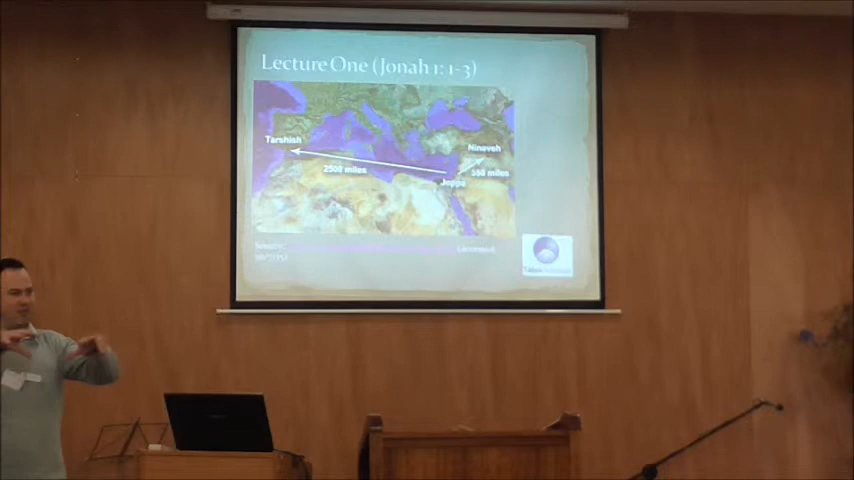 Lecture One (Jonah 1: 1-3)
Tarshish
Nineveh
2500 miles
550 miles
Joppa